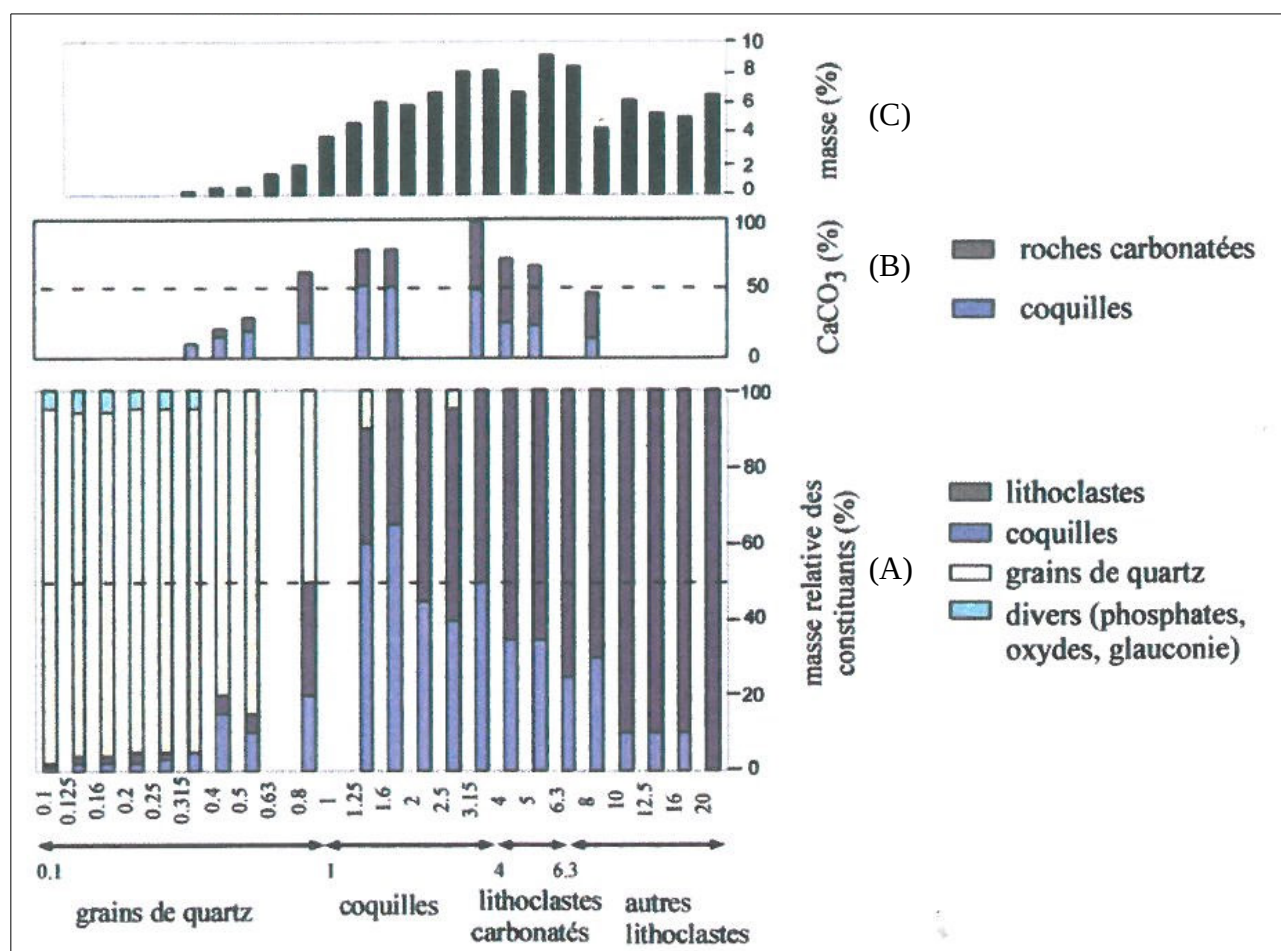 10
8
6
4
2
0
masse (%)
(C)
100
50
0
CaCO3 (%)
(B)
roches carbonatées
coquilles
100
80
60
40
20
0
masse relative des
constituants (%)
(A)
lithoclastes
coquilles
grains de quartz
divers (phosphates,
oxydes, glauconie)
0.1 0.125 0.16 0.2 0.25 0.315 0.4 0.5 0.63 0.8 1 1.25 1.6 2 2.5 3.15 4 5 6.3 8 10 12.5 16 20
0.1 1 4 6.3
grains de quartz
coquilles
lithoclastes
carbonatés
autres
lithoclastes